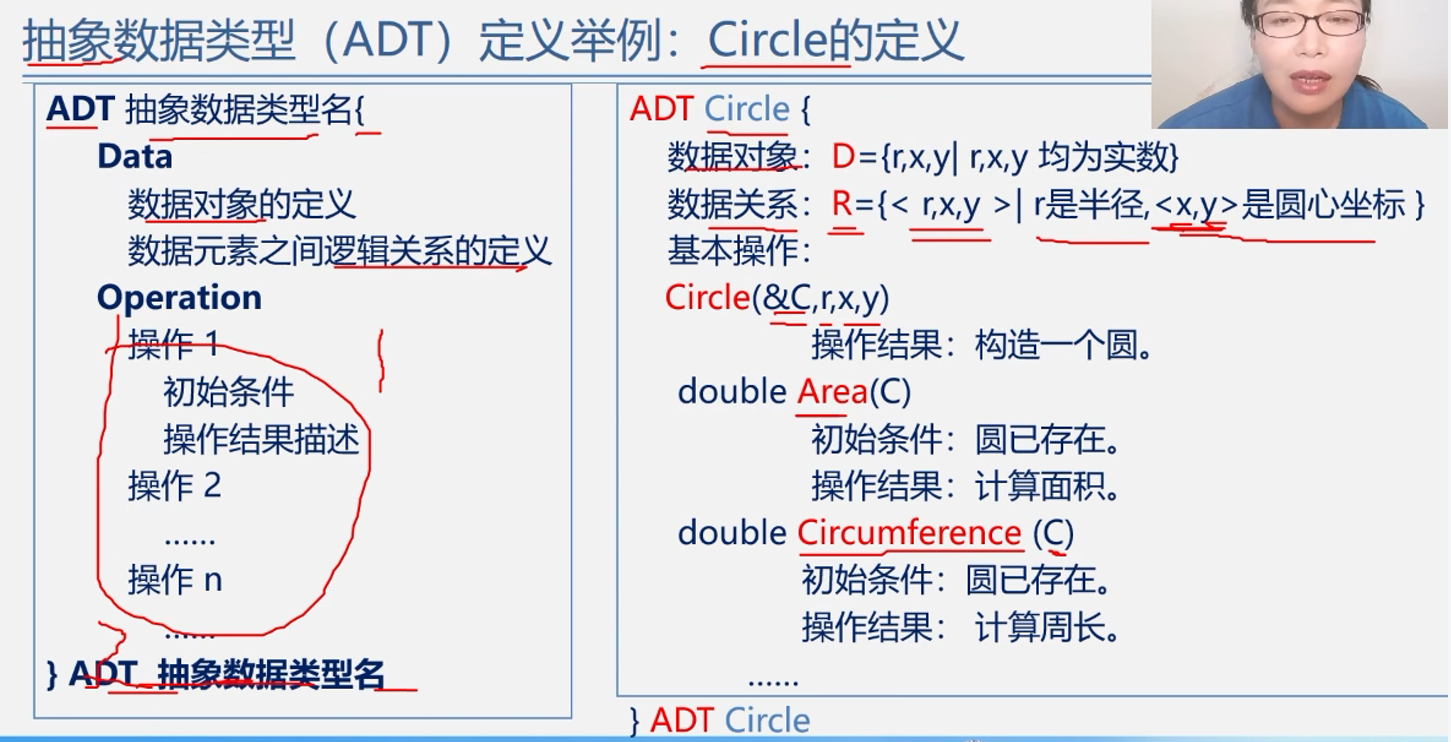 抽象数据类型（ADT）定义举例：Circle的定义
ADT 抽象数据类型名{
Data
数据对象的定义
数据元素之间逻辑关系的定义
Operation
操作 1
初始条件
操作结果描述
操作 2
......
操作 n
......
} ADT 抽象数据类型名
ADT Circle {
数据对象：D={r,x,y| r,x,y 均为实数}
数据关系：R={< r,x,y >| r是半径,<x,y>是圆心坐标 }
基本操作：
Circle(&C,r,x,y)
操作结果：构造一个圆。
double Area(C)
初始条件：圆已存在。
操作结果：计算面积。
double Circumference (C)
初始条件：圆已存在。
操作结果： 计算周长。
......
} ADT Circle